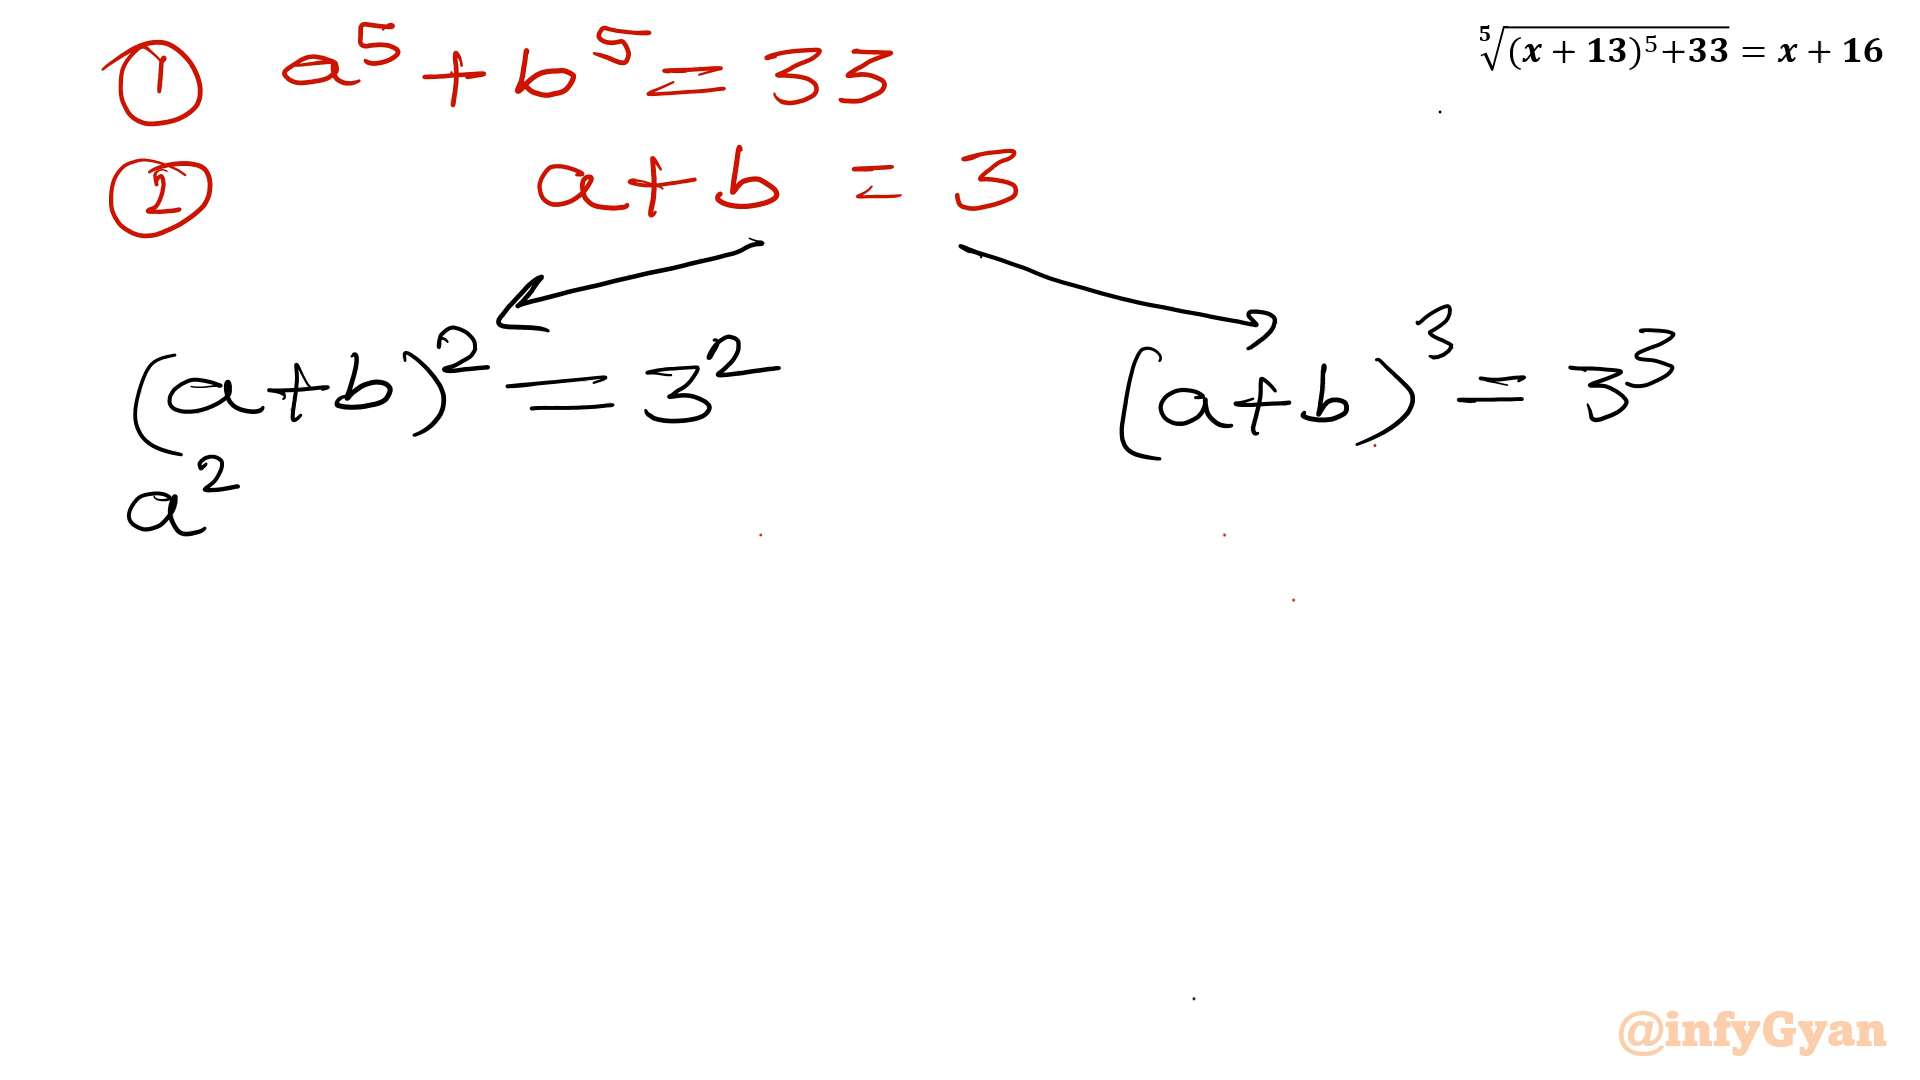 ① a⁵ + b⁵ = 33
⁵√((x + 13)⁵+33) = x + 16
② a + b = 3
(a + b)² = 3²
(a + b)³ = 3³
a²
@infyGyan